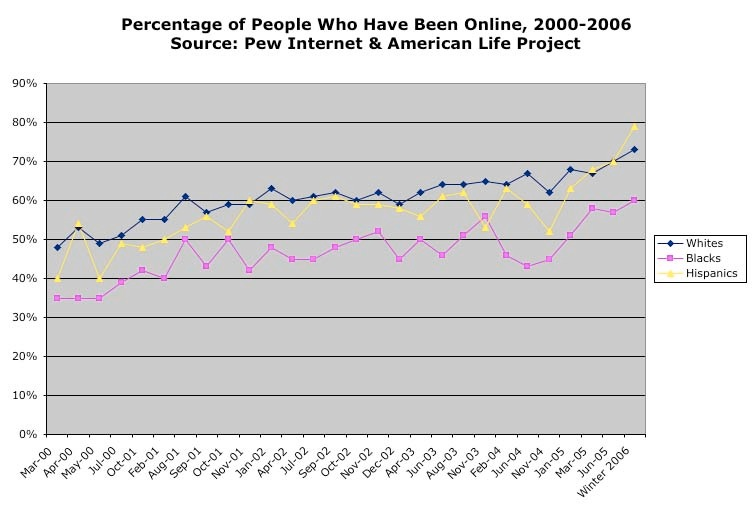 Percentage of People Who Have Been Online, 2000-2006
Source: Pew Internet & American Life Project
90%
80%
70%
60%
50%
40%
30%
20%
10%
0%
Whites
Blacks
Hispanics
Mar-00
Apr-00
May-00
Jul-00
Oct-01
Feb-01
Aug-01
Sep-01
Oct-01
Nov-01
Jan-02
Mar-02
Jul-02
Sep-02
Oct-02
Nov-02
Dec-02
Apr-03
Jun-03
Aug-03
Nov-03
Feb-04
Jun-04
Nov-04
Jan-05
Mar-05
Jun-05
Winter 2006